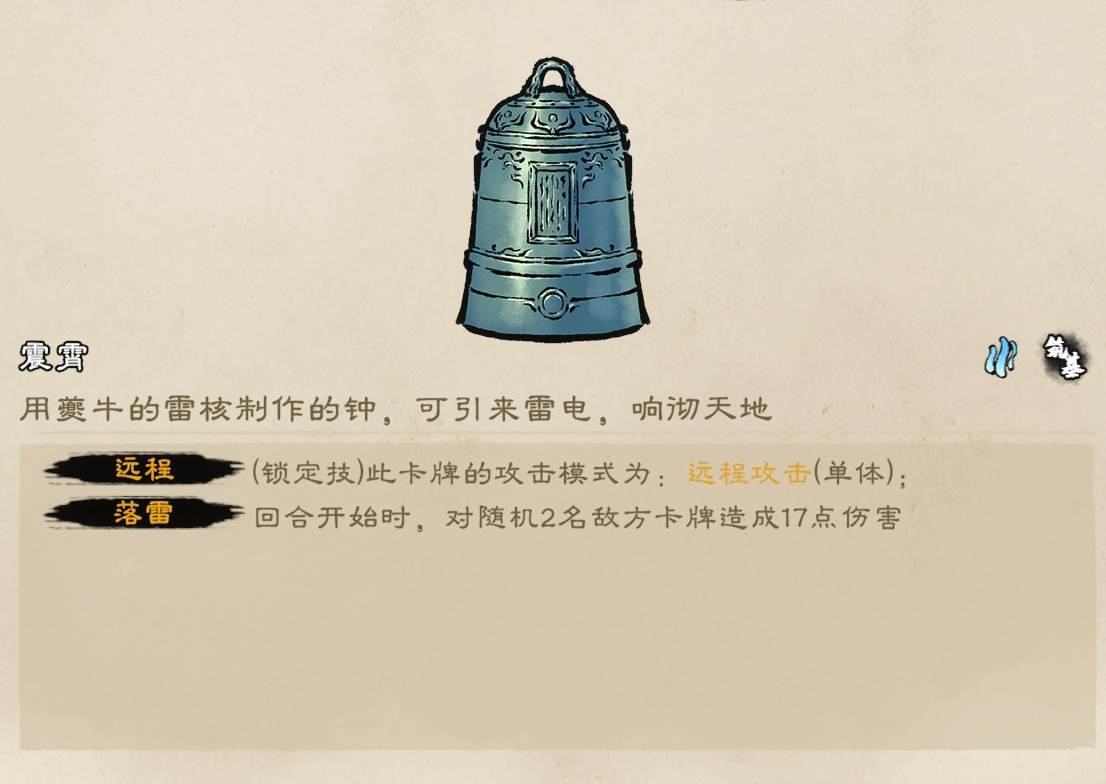 震霄
筑基
用夔牛的雷核制作的钟，可引来雷电，响彻天地
远程 (锁定技)此卡牌的攻击模式为：远程攻击(单体)；
落雷 回合开始时，对随机2名敌方卡牌造成17点伤害